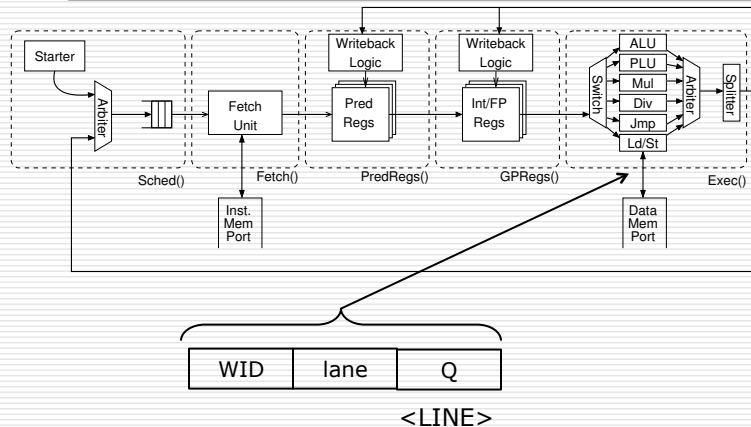 Starter
Arbiter
Fetch
Unit
Writeback
Logic
Pred
Regs
Writeback
Logic
Int/FP
Regs
Switch
ALU
PLU
Mul
Div
Jmp
Ld/St
Arbiter
Splitter
Sched()
Fetch()
PredRegs()
GPRegs()
Exec()
Inst.
Mem
Port
Data
Mem
Port
WID lane Q
<LINE>